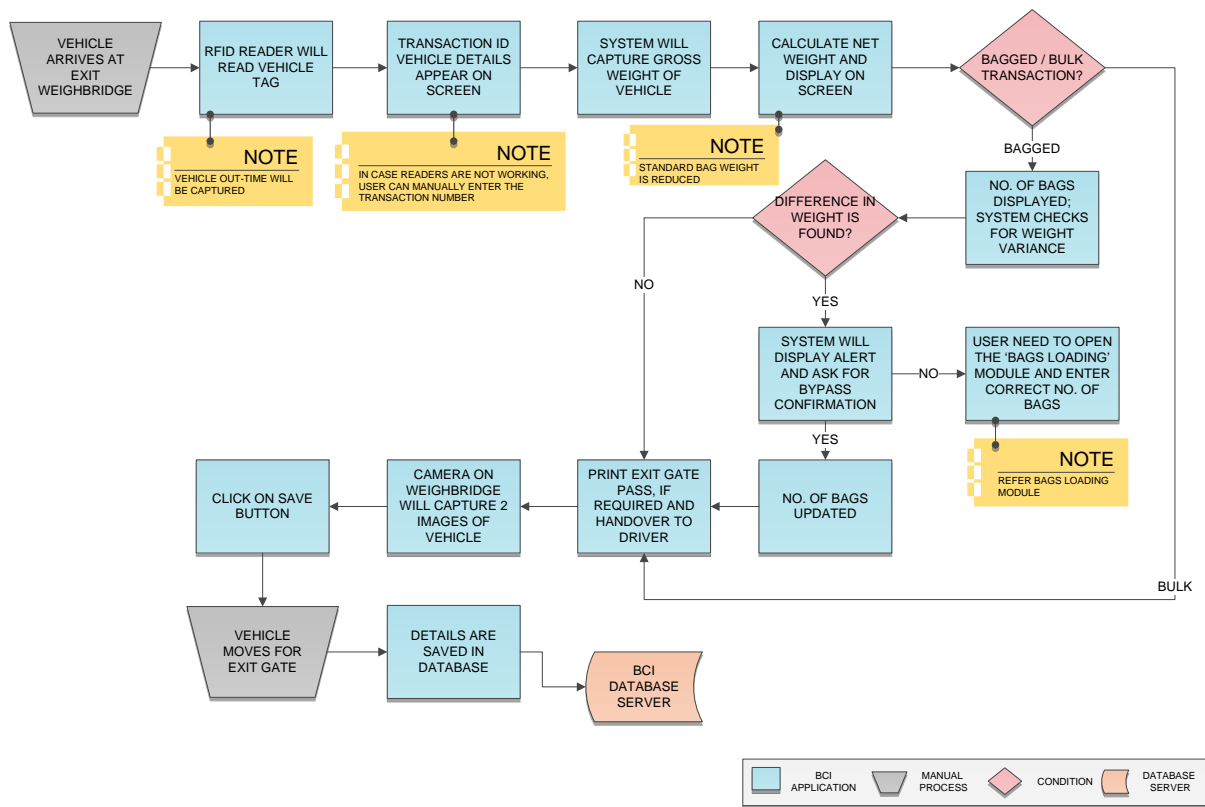 VEHICLE
ARRIVES AT
EXIT
WEIGHBRIDGE
RFID READER WILL
READ VEHICLE
TAG
TRANSACTION ID
VEHICLE DETAILS
APPEAR ON
SCREEN
SYSTEM WILL
CAPTURE GROSS
WEIGHT OF
VEHICLE
CALCULATE NET
WEIGHT AND
DISPLAY ON
SCREEN
BAGGED / BULK
TRANSACTION?
NOTE
VEHICLE OUT-TIME WILL
BE CAPTURED
NOTE
IN CASE READERS ARE NOT WORKING,
USER CAN MANUALLY ENTER THE
TRANSACTION NUMBER
NOTE
STANDARD BAG WEIGHT
IS REDUCED
BAGGED
NO. OF BAGS
DISPLAYED;
SYSTEM CHECKS
FOR WEIGHT
VARIANCE
DIFFERENCE IN
WEIGHT IS
FOUND?
NO
YES
SYSTEM WILL
DISPLAY ALERT
AND ASK FOR
BYPASS
CONFIRMATION
NO
USER NEED TO OPEN
THE ‘BAGS LOADING’
MODULE AND ENTER
CORRECT NO. OF
BAGS
YES
NOTE
REFER BAGS LOADING
MODULE
CLICK ON SAVE
BUTTON
CAMERA ON
WEIGHBRIDGE
WILL CAPTURE 2
IMAGES OF
VEHICLE
PRINT EXIT GATE
PASS, IF
REQUIRED AND
HANDOVER TO
DRIVER
NO. OF BAGS
UPDATED
BULK
VEHICLE
MOVES FOR
EXIT GATE
DETAILS ARE
SAVED IN
DATABASE
BCI
DATABASE
SERVER
BCI
APPLICATION
MANUAL
PROCESS
CONDITION
DATABASE
SERVER